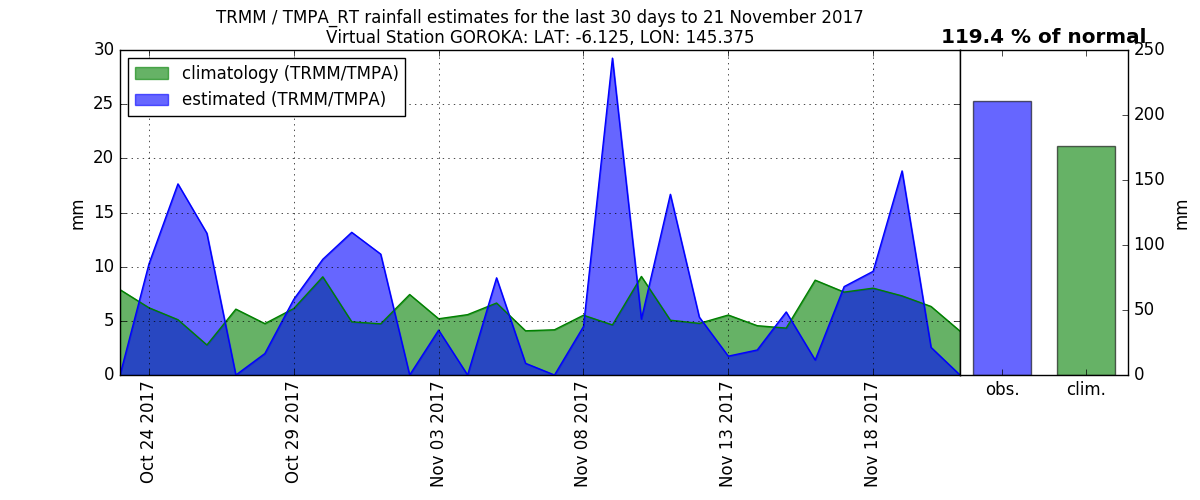 TRMM / TMPA_RT rainfall estimates for the last 30 days to 21 November 2017
Virtual Station GOROKA: LAT: -6.125, LON: 145.375
119.4 % of normal
climatology (TRMM/TMPA)
estimated (TRMM/TMPA)
30
25
20
15
10
5
0
mm
250
200
150
100
50
0
mm
Oct 24 2017
Oct 29 2017
Nov 03 2017
Nov 08 2017
Nov 13 2017
Nov 18 2017
obs.
clim.